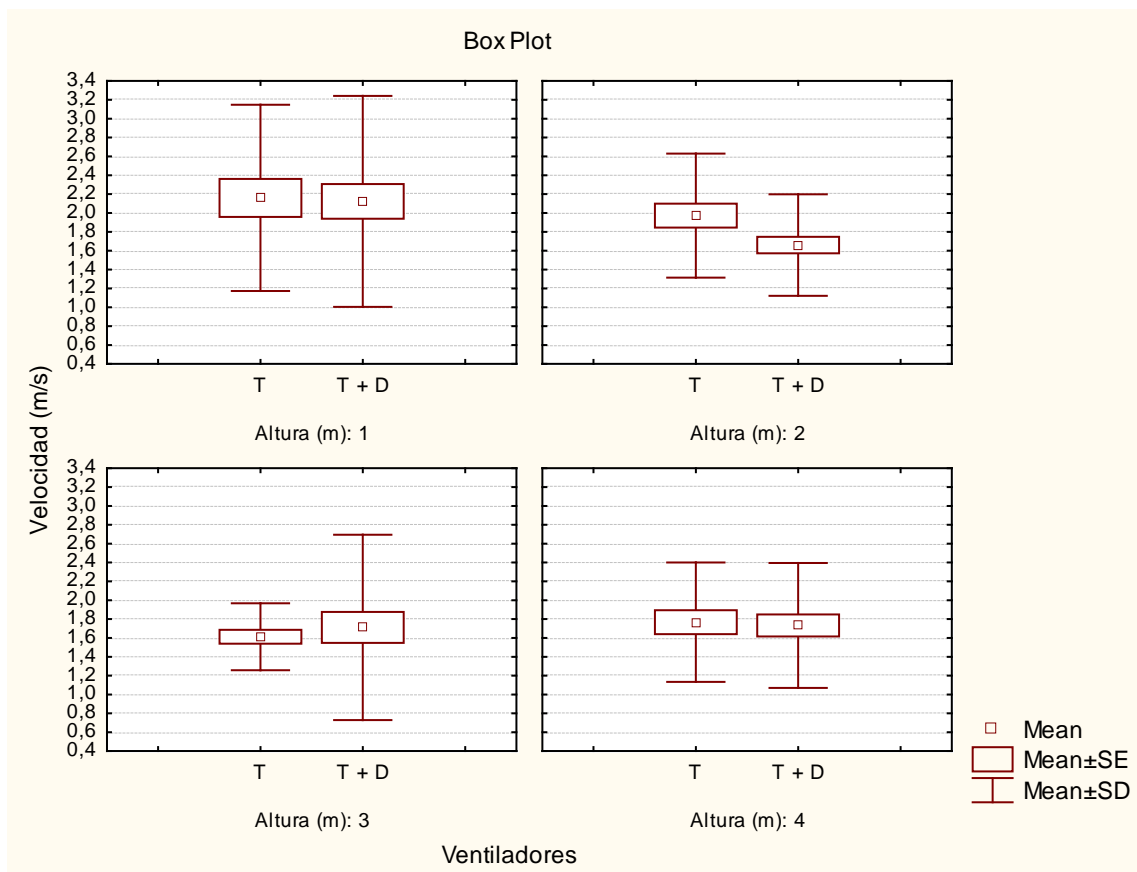 Box Plot
Velocidad (m/s)
3,4
3,2
3,0
2,8
2,6
2,4
2,2
2,0
1,8
1,6
1,4
1,2
1,0
0,8
0,6
0,4
T T + D
Altura (m): 1
T T + D
Altura (m): 2
3,4
3,2
3,0
2,8
2,6
2,4
2,2
2,0
1,8
1,6
1,4
1,2
1,0
0,8
0,6
0,4
T T + D
Altura (m): 3
T T + D
Altura (m): 4
Ventiladores
Mean
Mean±SE
Mean±SD